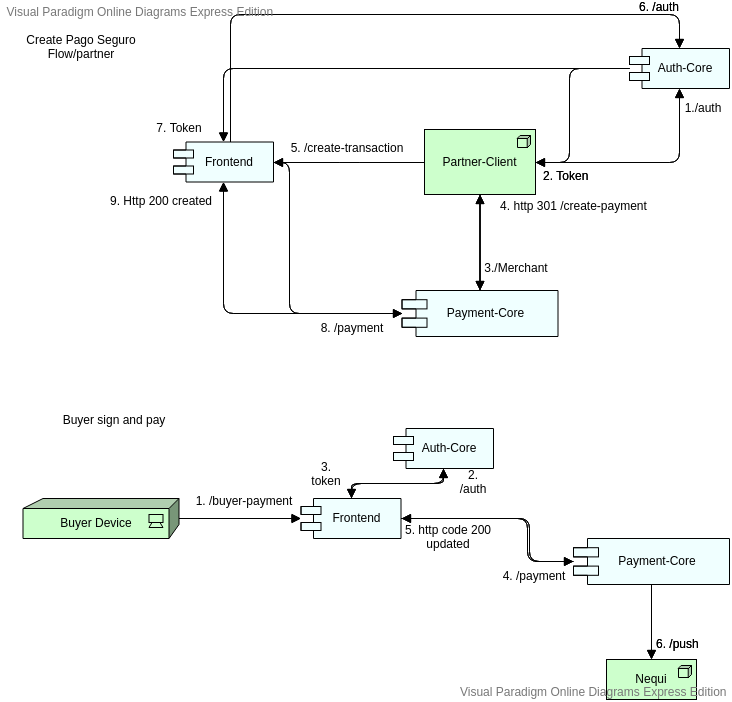 Visual Paradigm Online Diagrams Express Edition
6. /auth
Create Pago Seguro
Flow/partner
Auth-Core
1./auth
7. Token
5. /create-transaction
Frontend
Partner-Client
2. Token
9. Http 200 created
4. http 301 /create-payment
3./Merchant
Payment-Core
8. /payment
Buyer sign and pay
Auth-Core
3.
token
2.
/auth
1. /buyer-payment
Buyer Device
Frontend
5. http code 200
updated
Payment-Core
4. /payment
6. /push
Nequi
Visual Paradigm Online Diagrams Express Edition